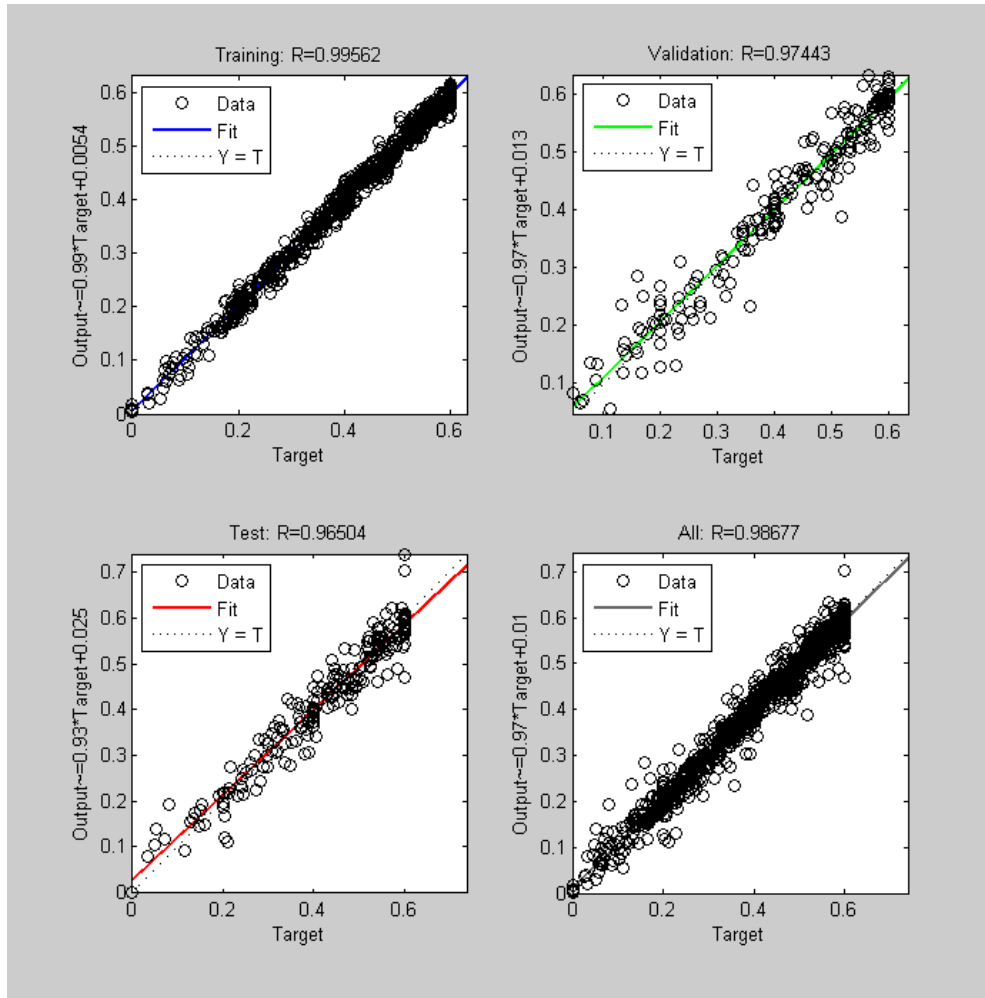 Training: R=0.99562
Output~=0.99*Target+0.0054
0.6
0.5
0.4
0.3
0.2
0.1
0
Data
Fit
Y = T
0 0.2 0.4 0.6
Target
Validation: R=0.97443
Output~=0.97*Target+0.013
0.6
0.5
0.4
0.3
0.2
0.1
Data
Fit
Y = T
0.1 0.2 0.3 0.4 0.5 0.6
Target
Test: R=0.96504
Output~=0.93*Target+0.025
0.7
0.6
0.5
0.4
0.3
0.2
0.1
0
Data
Fit
Y = T
0 0.2 0.4 0.6
Target
All: R=0.98677
Output~=0.97*Target+0.01
0.7
0.6
0.5
0.4
0.3
0.2
0.1
0
Data
Fit
Y = T
0 0.2 0.4 0.6
Target